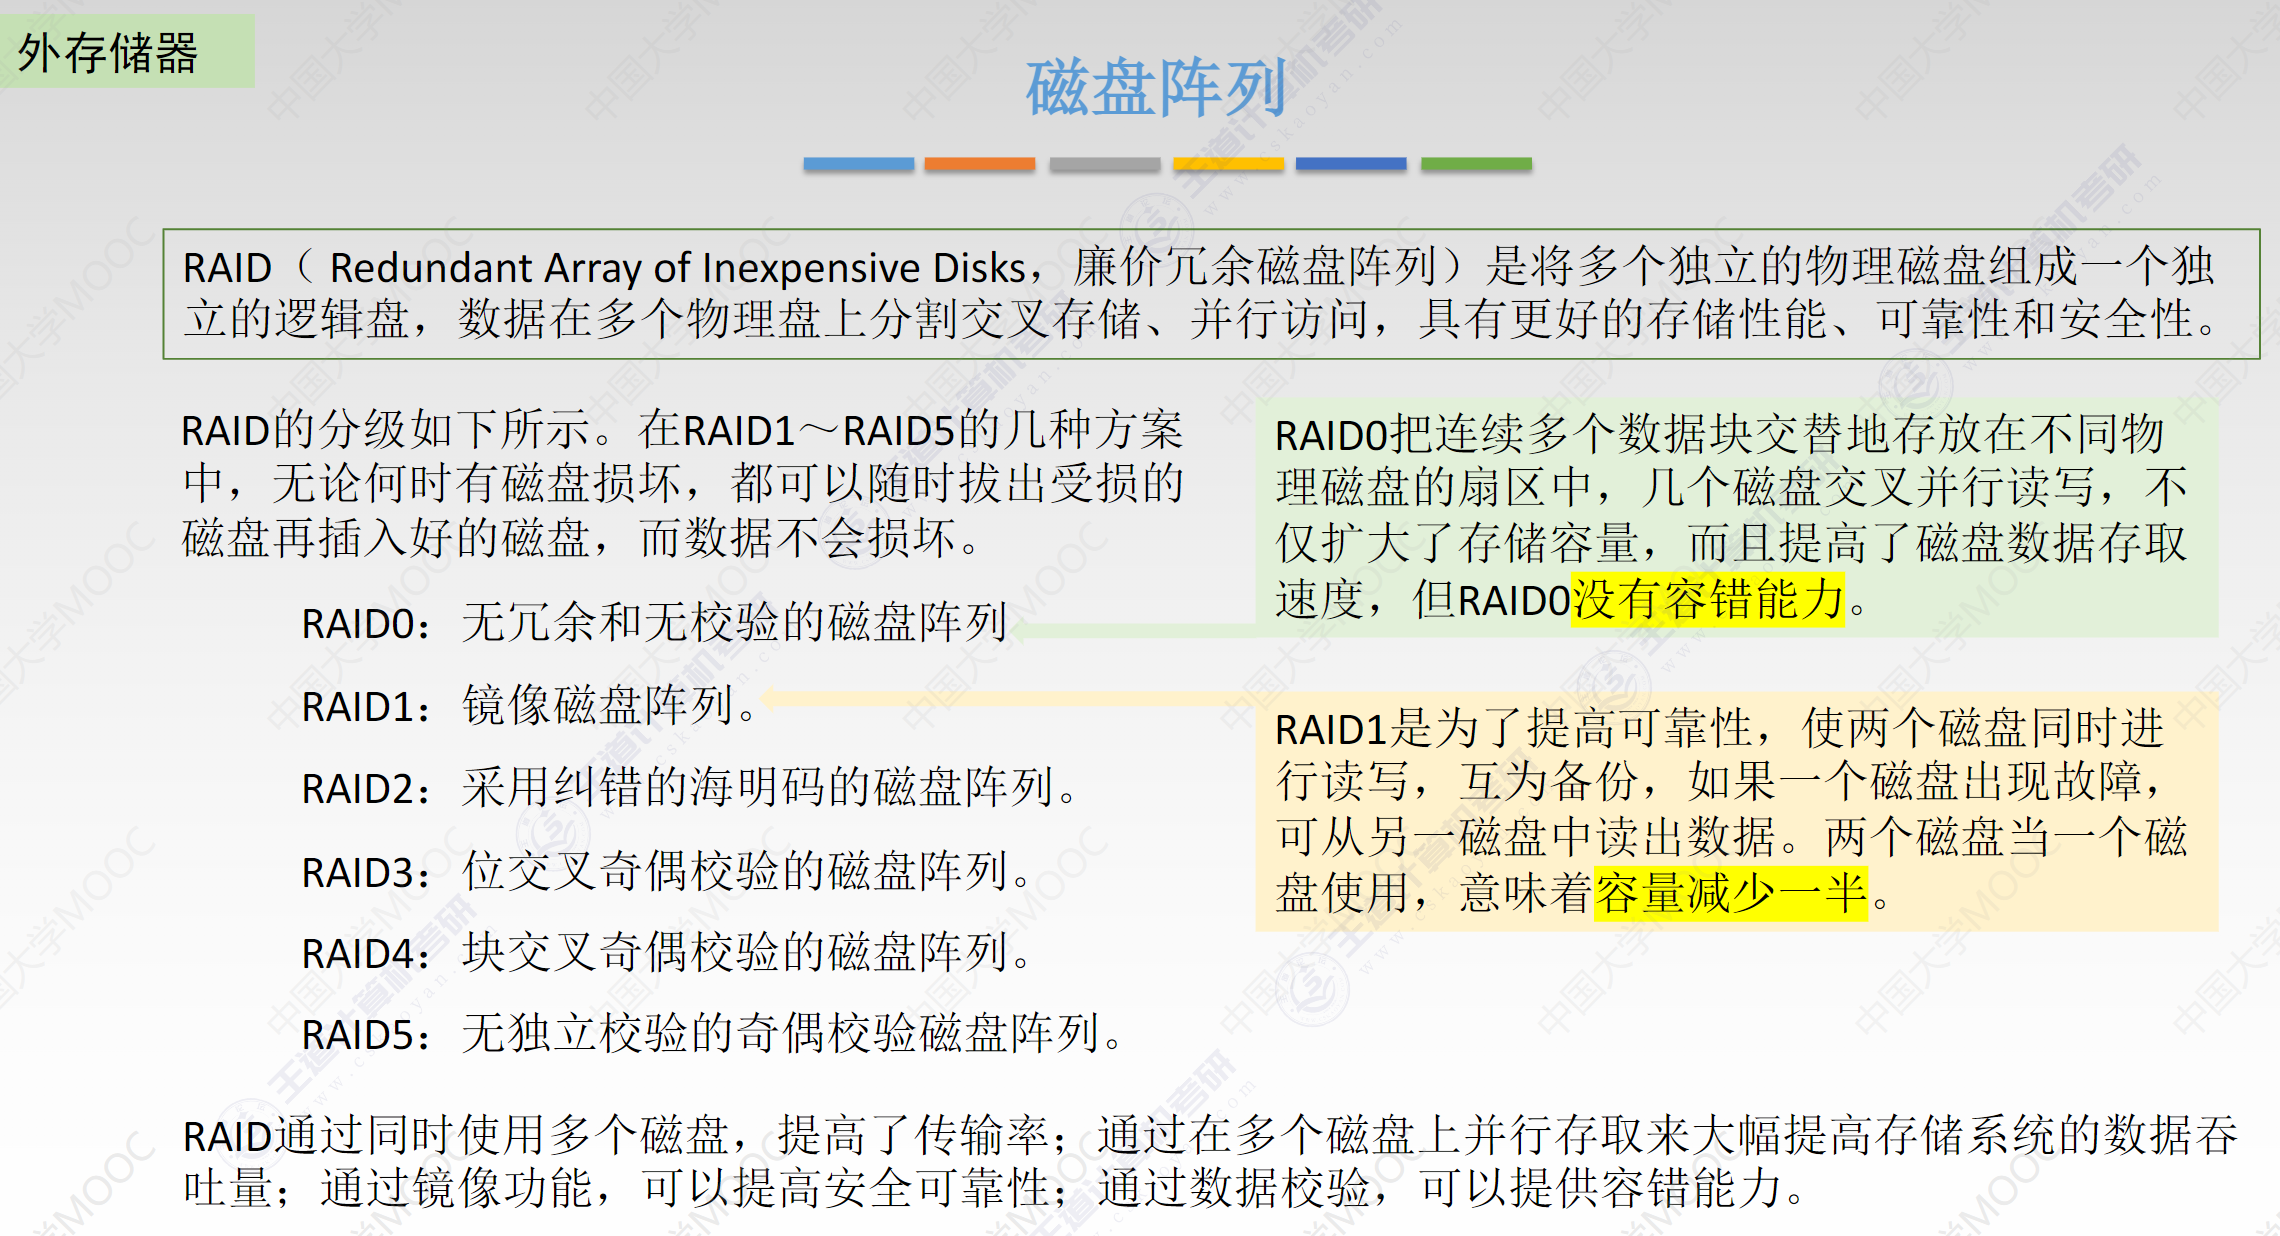 外存储器
磁盘阵列
RAID（ Redundant Array of Inexpensive Disks，廉价冗余磁盘阵列）是将多个独立的物理磁盘组成一个独
立的逻辑盘，数据在多个物理盘上分割交叉存储、并行访问，具有更好的存储性能、可靠性和安全性。
RAID的分级如下所示。在RAID1～RAID5的几种方案
中，无论何时有磁盘损坏，都可以随时拔出受损的
磁盘再插入好的磁盘，而数据不会损坏。
RAID0：无冗余和无校验的磁盘阵列
RAID1：镜像磁盘阵列。
RAID2：采用纠错的海明码的磁盘阵列。
RAID3：位交叉奇偶校验的磁盘阵列。
RAID4：块交叉奇偶校验的磁盘阵列。
RAID5：无独立校验的奇偶校验磁盘阵列。
RAID0把连续多个数据块交替地存放在不同物
理磁盘的扇区中，几个磁盘交叉并行读写，不
仅扩大了存储容量，而且提高了磁盘数据存取
速度，但RAID0没有容错能力。
RAID1是为了提高可靠性，使两个磁盘同时进
行读写，互为备份，如果一个磁盘出现故障，
可从另一磁盘中读出数据。两个磁盘当一个磁
盘使用，意味着容量减少一半。
RAID通过同时使用多个磁盘，提高了传输率；通过在多个磁盘上并行存取来大幅提高存储系统的数据吞
吐量；通过镜像功能，可以提高安全可靠性；通过数据校验，可以提供容错能力。
中国大学MOOC
王道计算机考研
www.cskaoyan.com